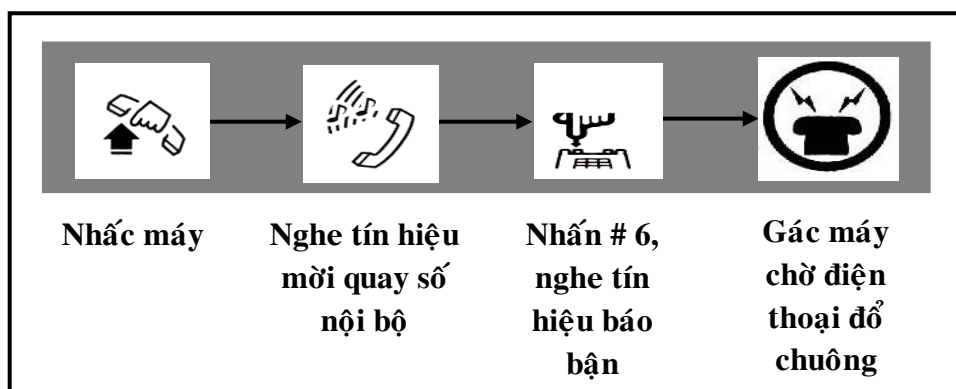 Nhấc máy
Nghe tín hiệu
mời quay số
nội bộ
Nhấn # 6,
nghe tín
hiệu báo
bận
Gác máy
chờ điện
thoại đổ
chuông